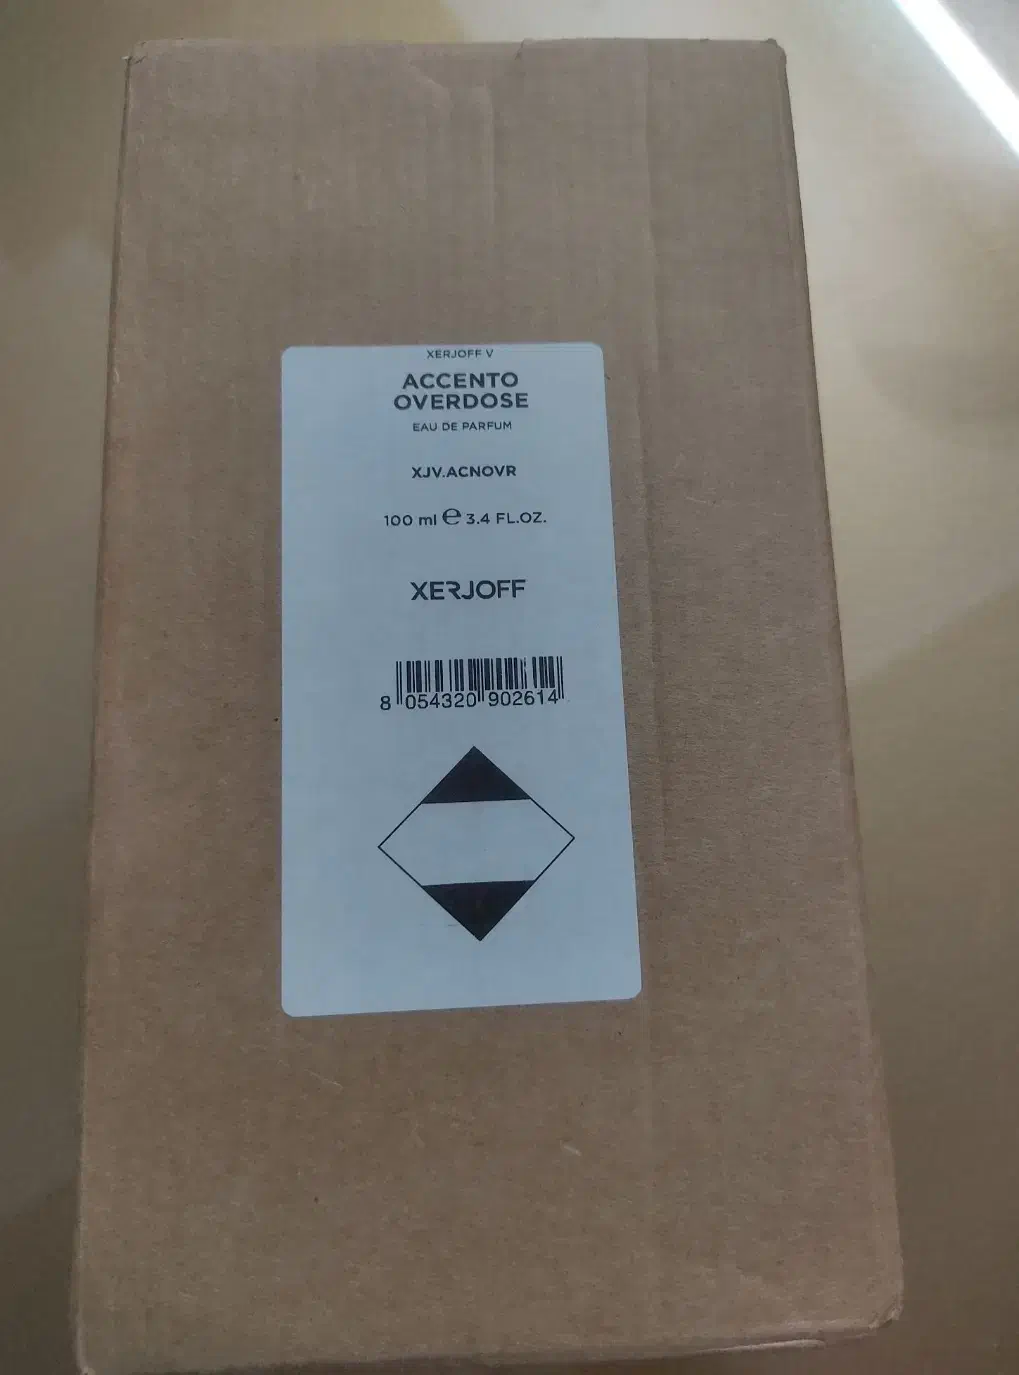 XERJOFF V
ACCENTO
OVERDOSE
EAU DE PARFUM
XJV.ACNOVR
100 ml ℮ 3.4 FL.OZ.
XERJOFF
8 054320 902614